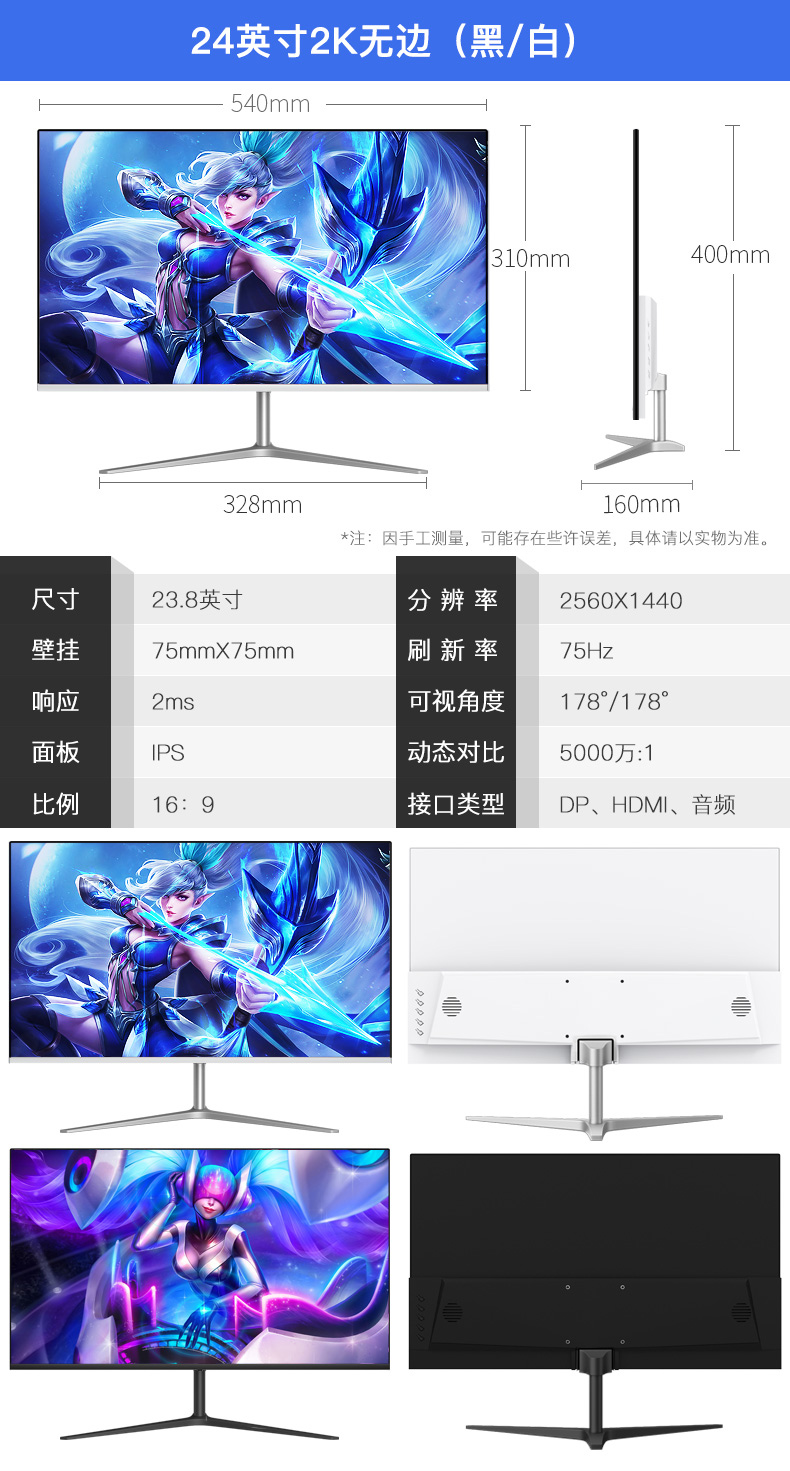 24英寸2K无边（黑/白）
540mm
310mm
400mm
328mm
160mm
*注：因手工测量，可能存在些许误差，具体请以实物为准。
尺寸 23.8英寸 分辨率 2560X1440
壁挂 75mmX75mm 刷新率 75Hz
响应 2ms 可视角度 178°/178°
面板 IPS 动态对比 5000万:1
比例 16：9 接口类型 DP、HDMI、音频